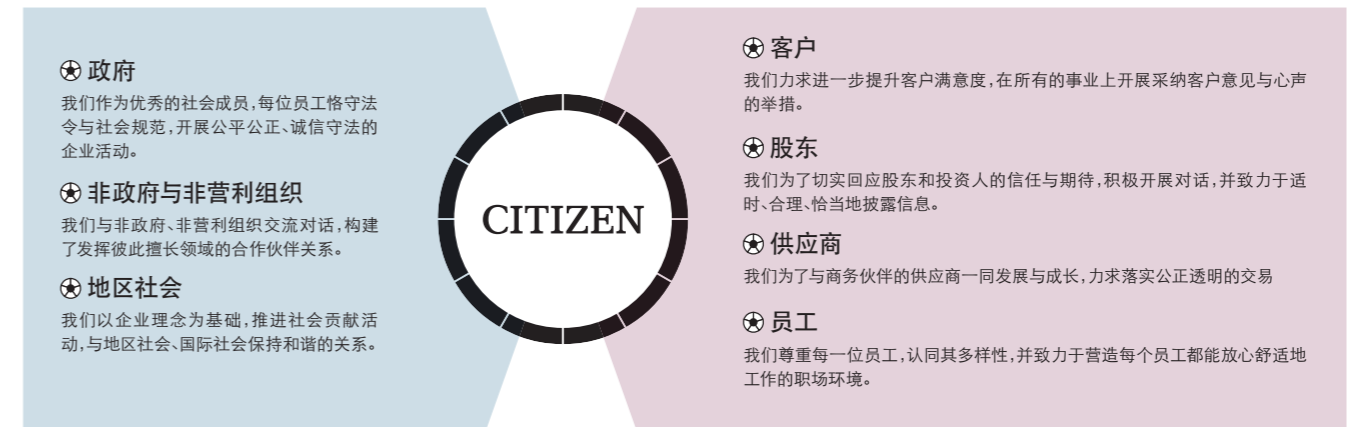 政府
我们作为优秀的社会成员,每位员工恪守法
令与社会规范,开展公平公正、诚信守法的
企业活动。
非政府与非营利组织
我们与非政府、非营利组织交流对话,构建
了发挥彼此擅长领域的合作伙伴关系。
地区社会
我们以企业理念为基础,推进社会贡献活
动,与地区社会、国际社会保持和谐的关系。
CITIZEN
客户
我们力求进一步提升客户满意度,在所有的事业上开展采纳客户意见与心声
的举措。
股东
我们为了切实回应股东和投资人的信任与期待,积极开展对话,并致力于适
时、合理、恰当地披露信息。
供应商
我们为了与商务伙伴的供应商一同发展与成长,力求落实公正透明的交易
员工
我们尊重每一位员工,认同其多样性,并致力于营造每个员工都能放心舒适地
工作的职场环境。